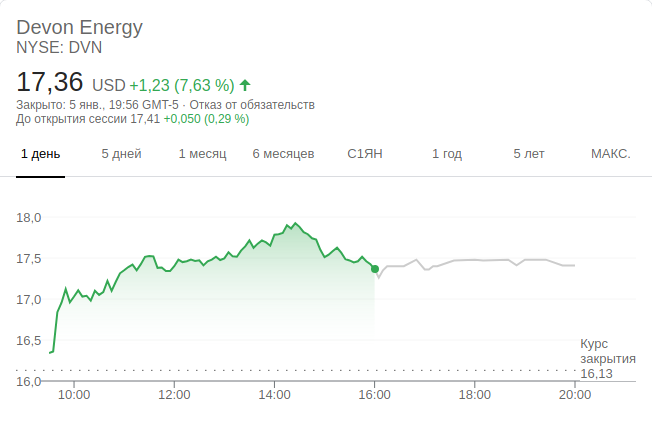 Devon Energy
NYSE: DVN
17,36 USD +1,23 (7,63 %)
Закрыто: 5 янв., 19:56 GMT-5 · Отказ от обязательств
До открытия сессии 17,41 +0,050 (0,29 %)
1 день 5 дней 1 месяц 6 месяцев С1ЯН 1 год 5 лет МАКС.
18,0
17,5
17,0
16,5
16,0
Курс
закрытия
16,13
10:00 12:00 14:00 16:00 18:00 20:00